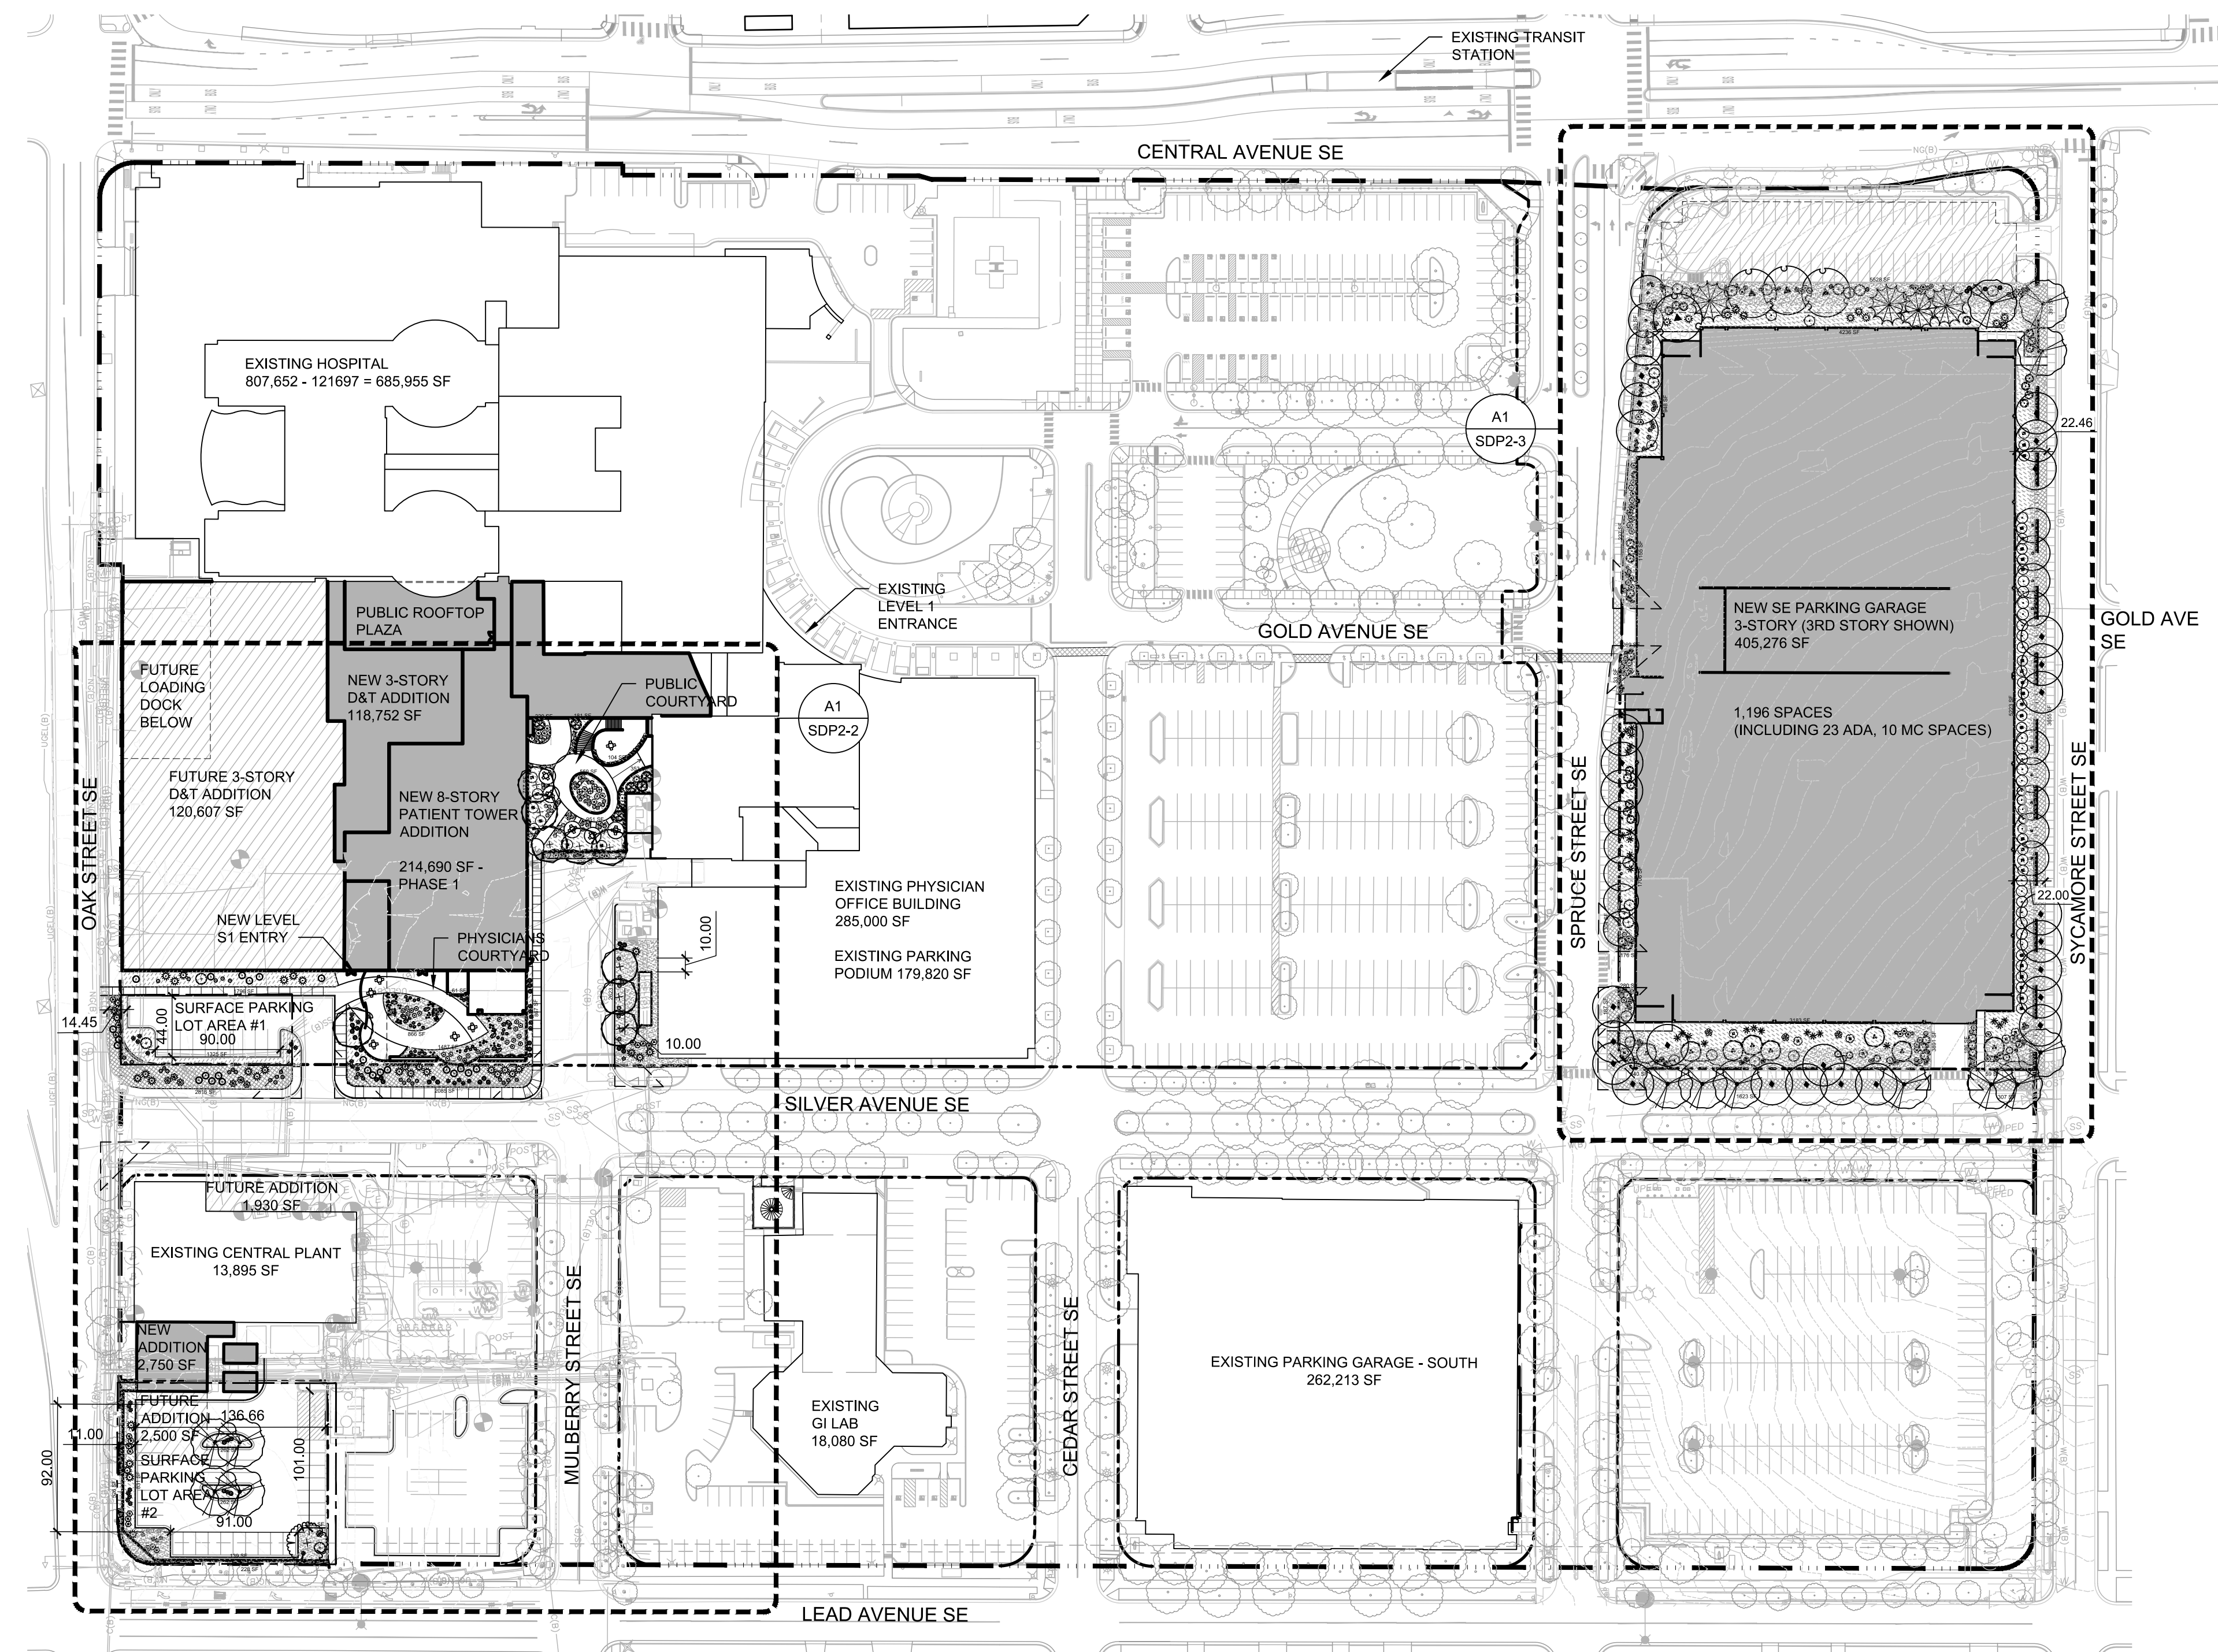 EXISTING TRANSIT
STATION
CENTRAL AVENUE SE
NG(B)
EXISTING HOSPITAL
807,652 - 121697 = 685,955 SF
H
A1
SDP2-3
22.46
4236 SF
EXISTING
LEVEL 1
ENTRANCE
GOLD AVENUE SE
GOLD AVE
SE
PUBLIC ROOFTOP
PLAZA
NEW SE PARKING GARAGE
3-STORY (3RD STORY SHOWN)
405,276 SF
1,196 SPACES
(INCLUDING 23 ADA, 10 MC SPACES)
FUTURE
LOADING
DOCK
BELOW
NEW 3-STORY
D&T ADDITION
118,752 SF
PUBLIC
COURTYARD
A1
SDP2-2
FUTURE 3-STORY
D&T ADDITION
120,607 SF
NEW 8-STORY
PATIENT TOWER
ADDITION
214,690 SF -
PHASE 1
OAK STREET SE
SPRUCE STREET SE
SYCAMORE STREET SE
22.00
EXISTING PHYSICIAN
OFFICE BUILDING
285,000 SF
EXISTING PARKING
PODIUM 179,820 SF
NEW LEVEL
S1 ENTRY
PHYSICIANS
COURTYARD
10.00
10.00
14.45
44.00
SURFACE PARKING
LOT AREA #1
90.00
SILVER AVENUE SE
FUTURE ADDITION
1,930 SF
EXISTING CENTRAL PLANT
13,895 SF
NEW
ADDITION
2,750 SF
FUTURE
ADDITION
2,500 SF
136.66
11.00
92.00
101.00
SURFACE
PARKING
LOT AREA
#2
91.00
MULBERRY STREET SE
EXISTING
GI LAB
18,080 SF
CEDAR STREET SE
EXISTING PARKING GARAGE - SOUTH
262,213 SF
LEAD AVENUE SE